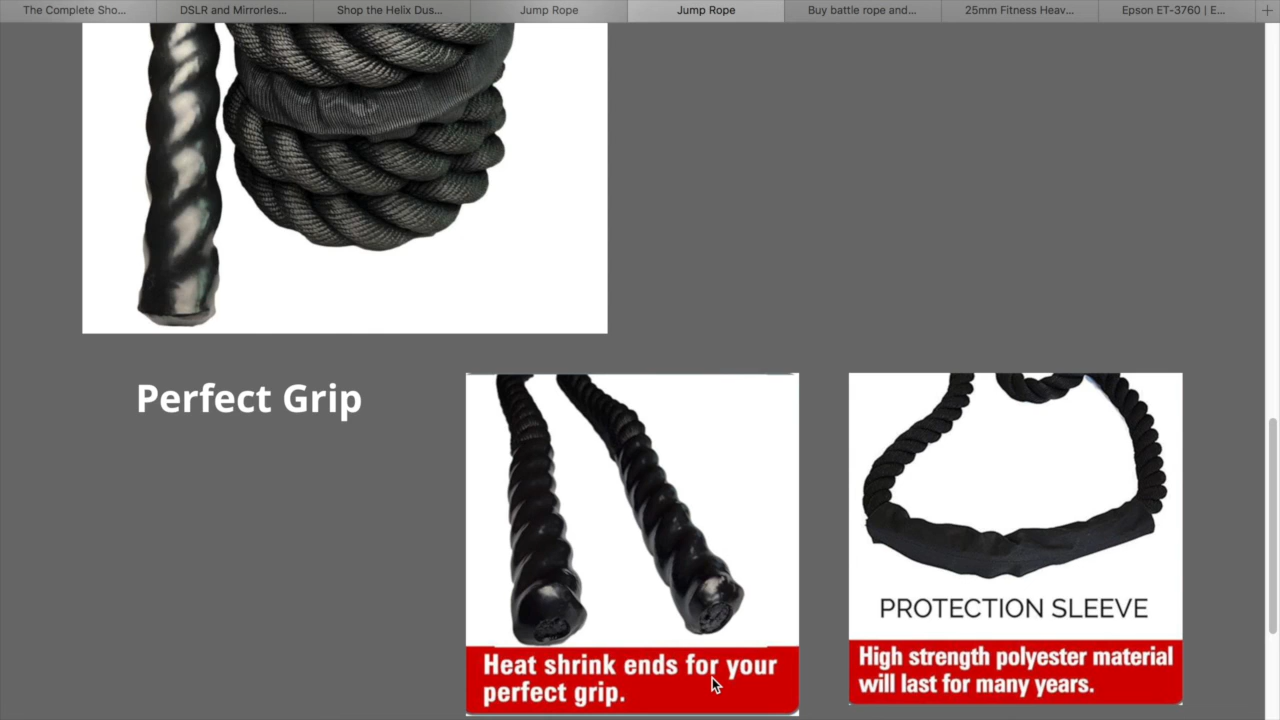 The Complete Sho...
DSLR and Mirrorles...
Shop the Helix Dus...
Jump Rope
Jump Rope
Buy battle rope and...
25mm Fitness Heav...
Epson ET-3760 | E...
Perfect Grip
Heat shrink ends for your
perfect grip.
PROTECTION SLEEVE
High strength polyester material
will last for many years.